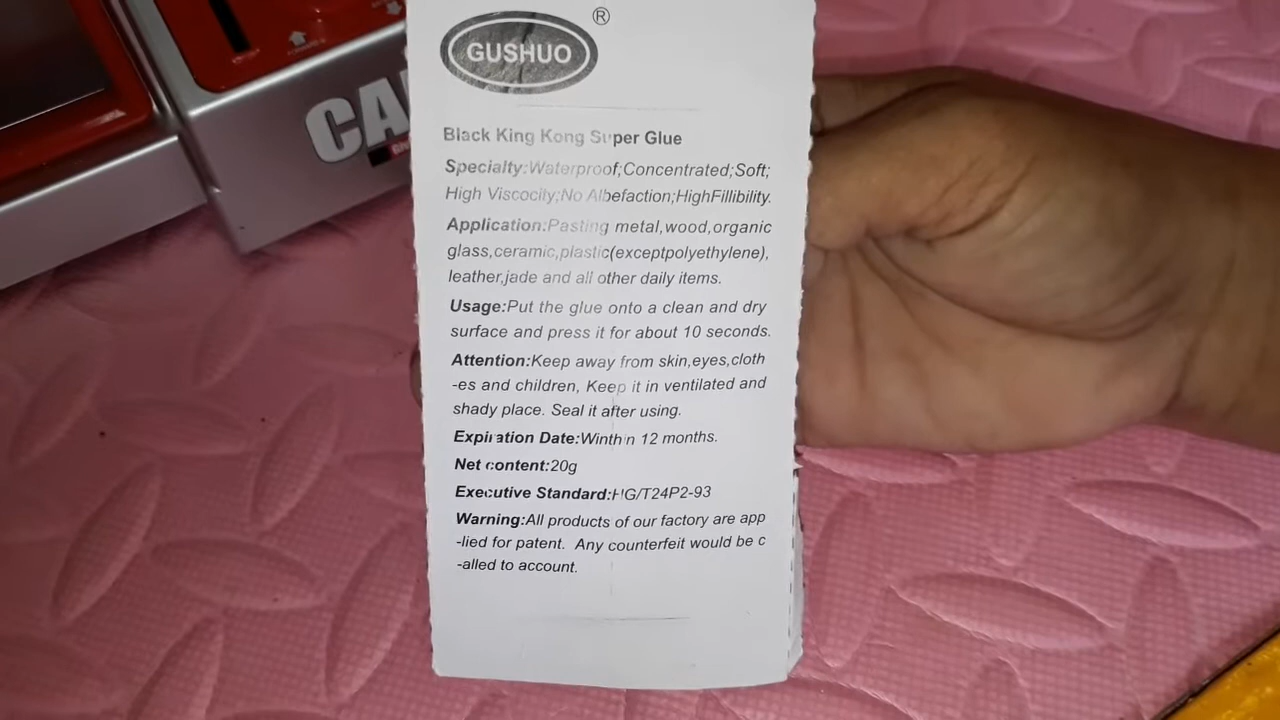 GUSHUO ®
Black King Kong Super Glue
Specialty:Waterproof;Concentrated;Soft;
High Viscocity;No Albefaction;HighFillibility.
Application:Pasting metal,wood,organic
glass,ceramic,plastic(exceptpolyethylene),
leather,jade and all other daily items.
Usage:Put the glue onto a clean and dry
surface and press it for about 10 seconds.
Attention:Keep away from skin,eyes,cloth
-es and children, Keep it in ventilated and
shady place. Seal it after using.
Expiration Date:Winthin 12 months.
Net content:20g
Executive Standard:HG/T24P2-93
Warning:All products of our factory are app
-lied for patent. Any counterfeit would be c
-alled to account.
CA